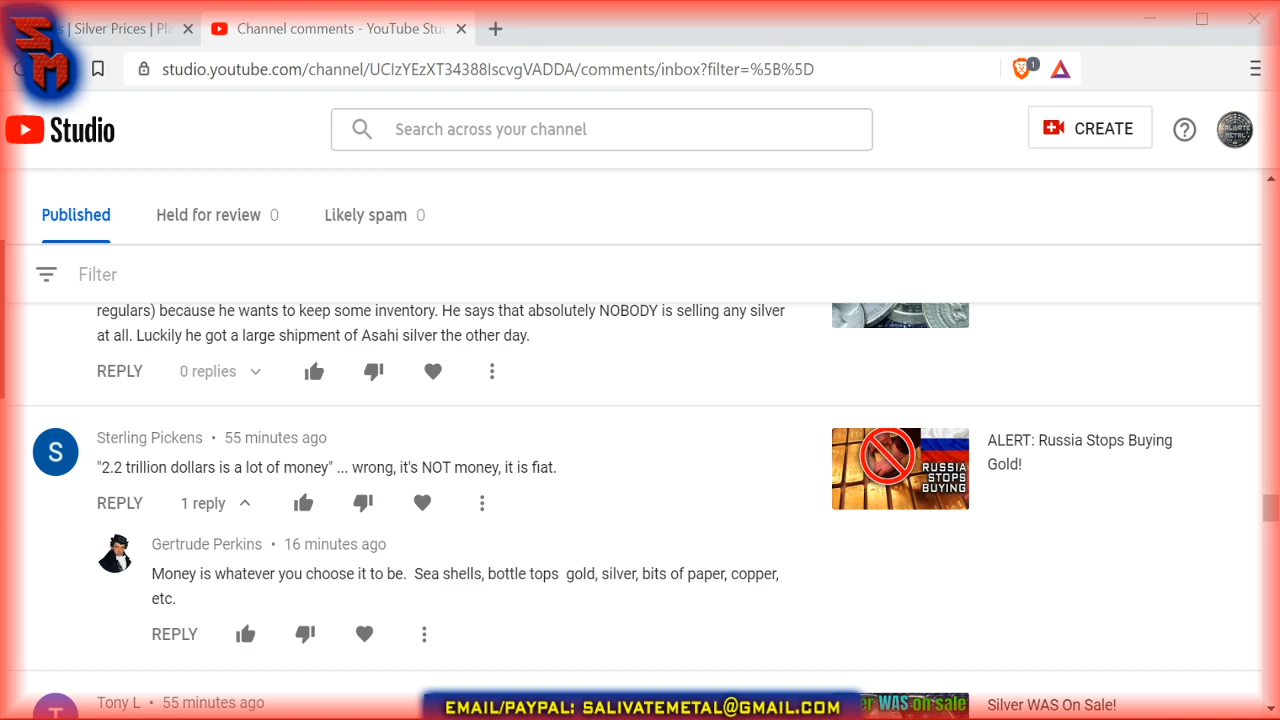 SM
s | Silver Prices | Pla
Channel comments - YouTube Stu
studio.youtube.com/channel/UCIzYEzXT34388IscvgVADDA/comments/inbox?filter=%5B%5D
1
Studio
Search across your channel
CREATE
Published
Held for review 0
Likely spam 0
Filter
regulars) because he wants to keep some inventory. He says that absolutely NOBODY is selling any silver
at all. Luckily he got a large shipment of Asahi silver the other day.
REPLY 0 replies
S
Sterling Pickens • 55 minutes ago
"2.2 trillion dollars is a lot of money" ... wrong, it's NOT money, it is fiat.
REPLY 1 reply
RUSSIA
STOPS
BUYING
ALERT: Russia Stops Buying
Gold!
Gertrude Perkins • 16 minutes ago
Money is whatever you choose it to be. Sea shells, bottle tops gold, silver, bits of paper, copper,
etc.
REPLY
T
Tony L • 55 minutes ago
er WAS on sale
Silver WAS On Sale!
EMAIL/PAYPAL: SALIVATEMETAL@GMAIL.COM